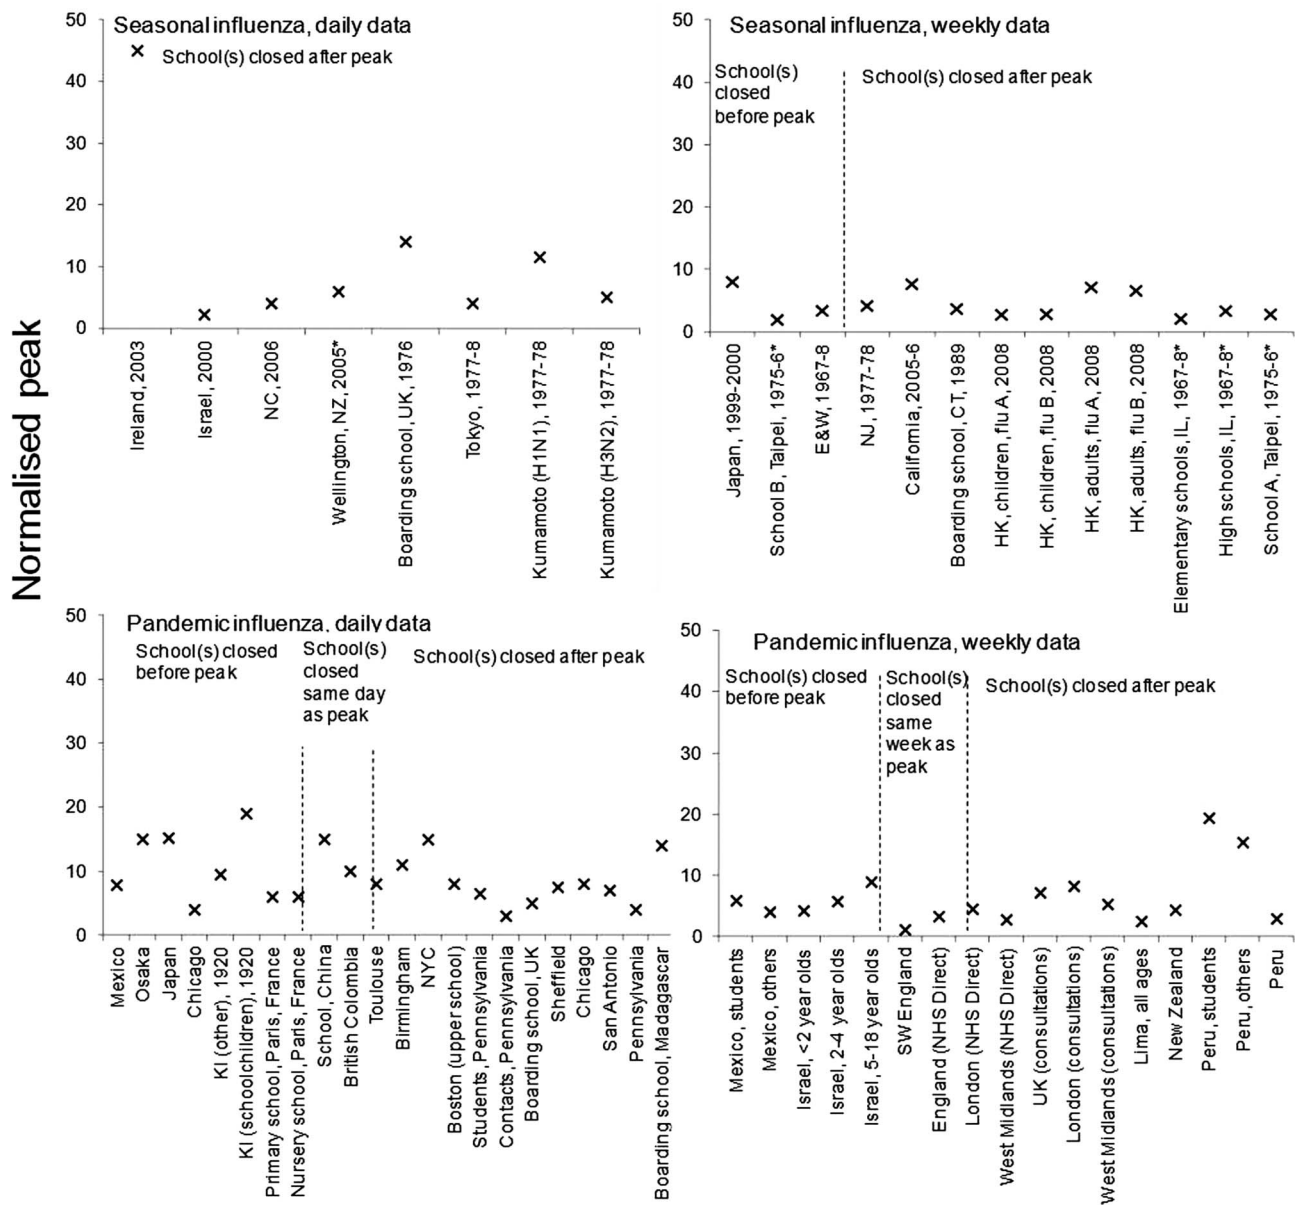 Normalised peak
Seasonal influenza, daily data
School(s) closed after peak
50
40
30
20
10
0
Ireland, 2003
Israel, 2000
NC, 2006
Wellington, NZ, 2005*
Boarding school, UK, 1976
Tokyo, 1977-8
Kumamoto (H1N1), 1977-78
Kumamoto (H3N2), 1977-78
Seasonal influenza, weekly data
School(s)
closed
before peak
School(s) closed after peak
50
40
30
20
10
0
Japan, 1999-2000
School B, Taipei, 1975-6*
E&W, 1967-8
NJ, 1977-78
California, 2005-6
Boarding school, CT, 1989
HK, children, flu A, 2008
HK, children, flu B, 2008
HK, adults, flu A, 2008
HK, adults, flu B, 2008
Elementary schools, IL, 1967-8*
High schools, IL, 1967-8*
School A, Taipei, 1975-6*
Pandemic influenza, daily data
School(s) closed
before peak
School(s)
closed
same day
as peak
School(s) closed after peak
50
40
30
20
10
0
Mexico
Osaka
Japan
Chicago
KI (other), 1920
KI (schoolchildren), 1920
Primary school, Paris, France
Nursery school, Paris, France
School, China
British Colombia
Toulouse
Birmingham
NYC
Boston (upper school)
Students, Pennsylvania
Contacts, Pennsylvania
Boarding school, UK
Sheffield
Chicago
San Antonio
Pennsylvania
Boarding school, Madagascar
Pandemic influenza, weekly data
School(s) closed
before peak
School(s)
closed
same
week as
peak
School(s) closed after peak
50
40
30
20
10
0
Mexico, students
Mexico, others
Israel, <2 year olds
Israel, 2-4 year olds
Israel, 5-18 year olds
SW England
England (NHS Direct)
London (NHS Direct)
West Midlands (NHS Direct)
UK (consultations)
London (consultations)
West Midlands (consultations)
Lima, all ages
New Zealand
Peru, students
Peru, others
Peru